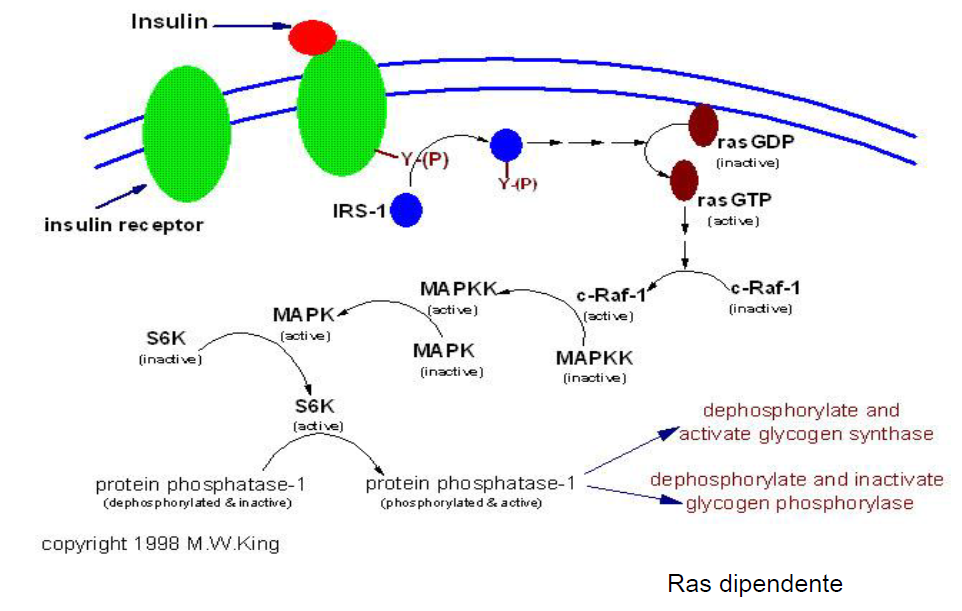 Insulin
insulin receptor
Y-(P)
IRS-1
Y-(P)
ras GDP
(inactive)
ras GTP
(active)
c-Raf-1
(inactive)
c-Raf-1
(active)
MAPKK
(active)
MAPKK
(inactive)
MAPK
(active)
MAPK
(inactive)
S6K
(inactive)
S6K
(active)
protein phosphatase-1
(dephosphorylated & inactive)
protein phosphatase-1
(phosphorylated & active)
dephosphorylate and
activate glycogen synthase
dephosphorylate and inactivate
glycogen phosphorylase
copyright 1998 M.W.King
Ras dipendente